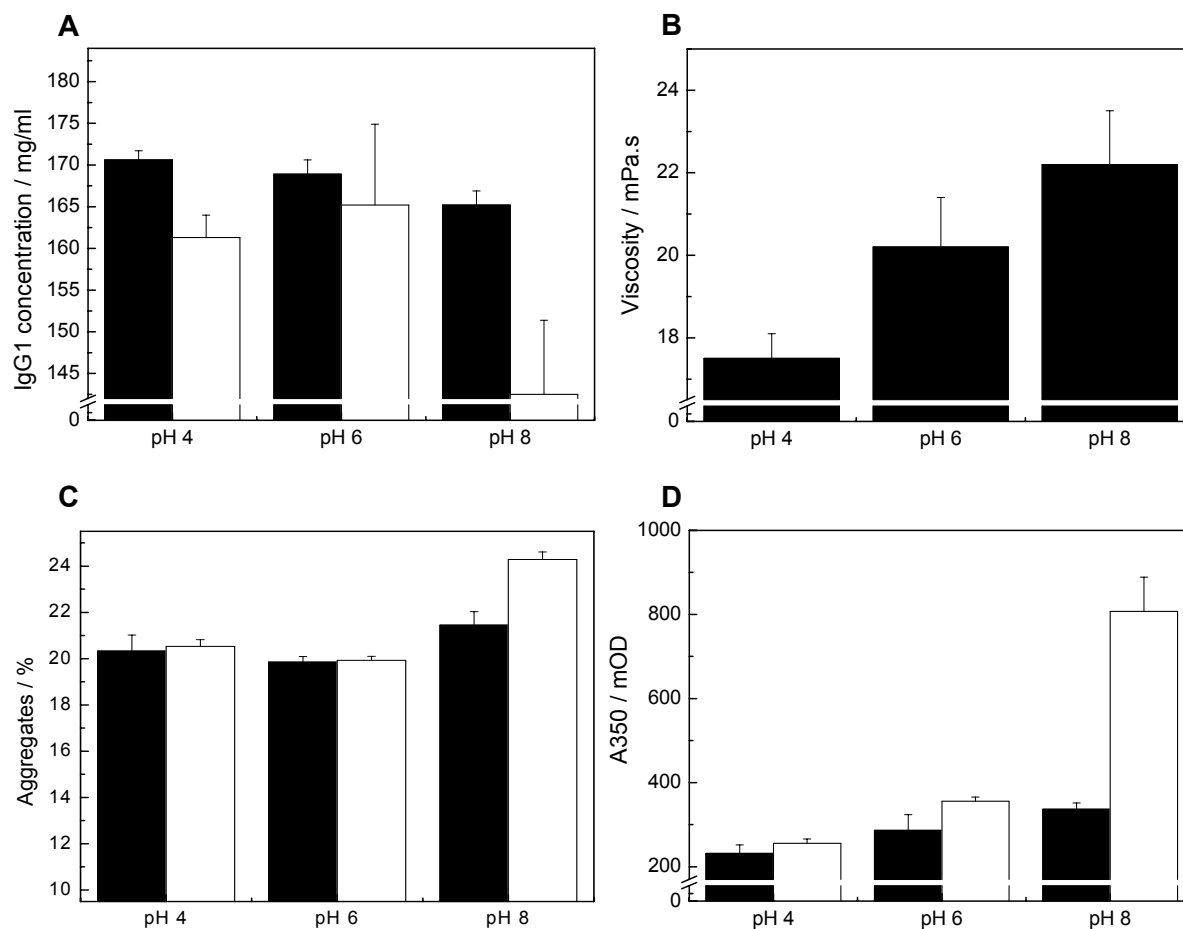 A
IgG1 concentration / mg/ml
180
175
170
165
160
155
150
145
0
pH 4 pH 6 pH 8
B
Viscosity / mPa.s
24
22
20
18
0
pH 4 pH 6 pH 8
C
Aggregates / %
24
22
20
18
16
14
12
10
pH 4 pH 6 pH 8
D
A350 / mOD
1000
800
600
400
200
0
pH 4 pH 6 pH 8